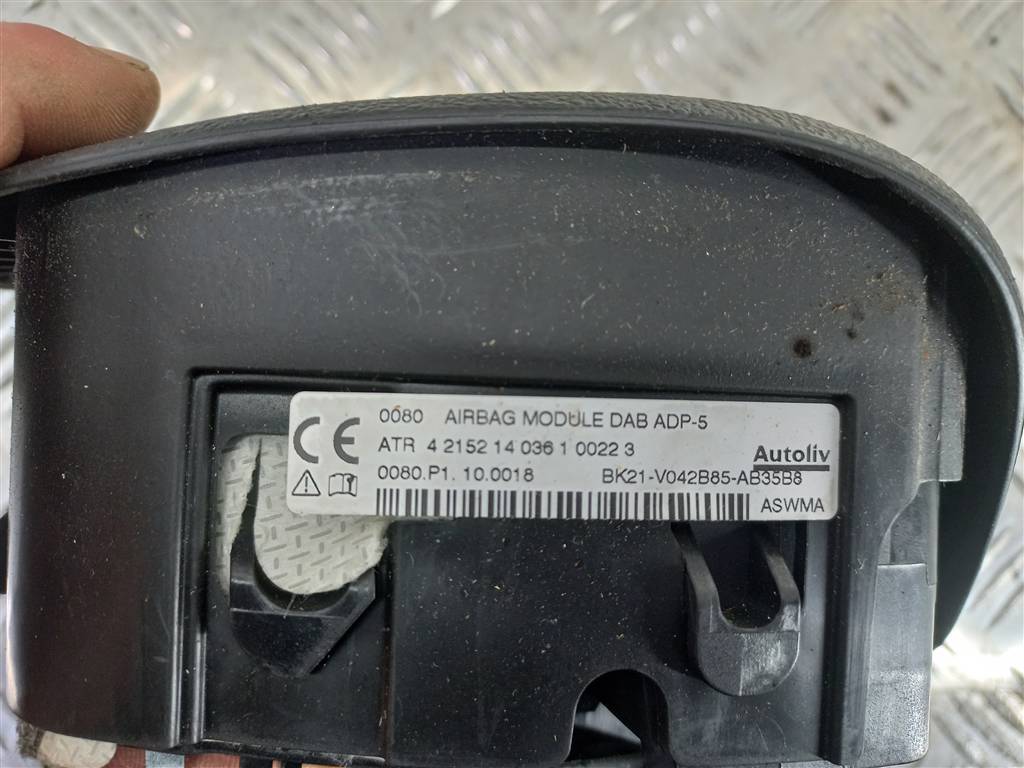 CE 0080 AIRBAG MODULE DAB ADP-5
ATR 4 2152 14 036 1 0022 3
Autoliv
0080.P1. 10.0018 BK21-V042B85-AB35B8
ASWMA